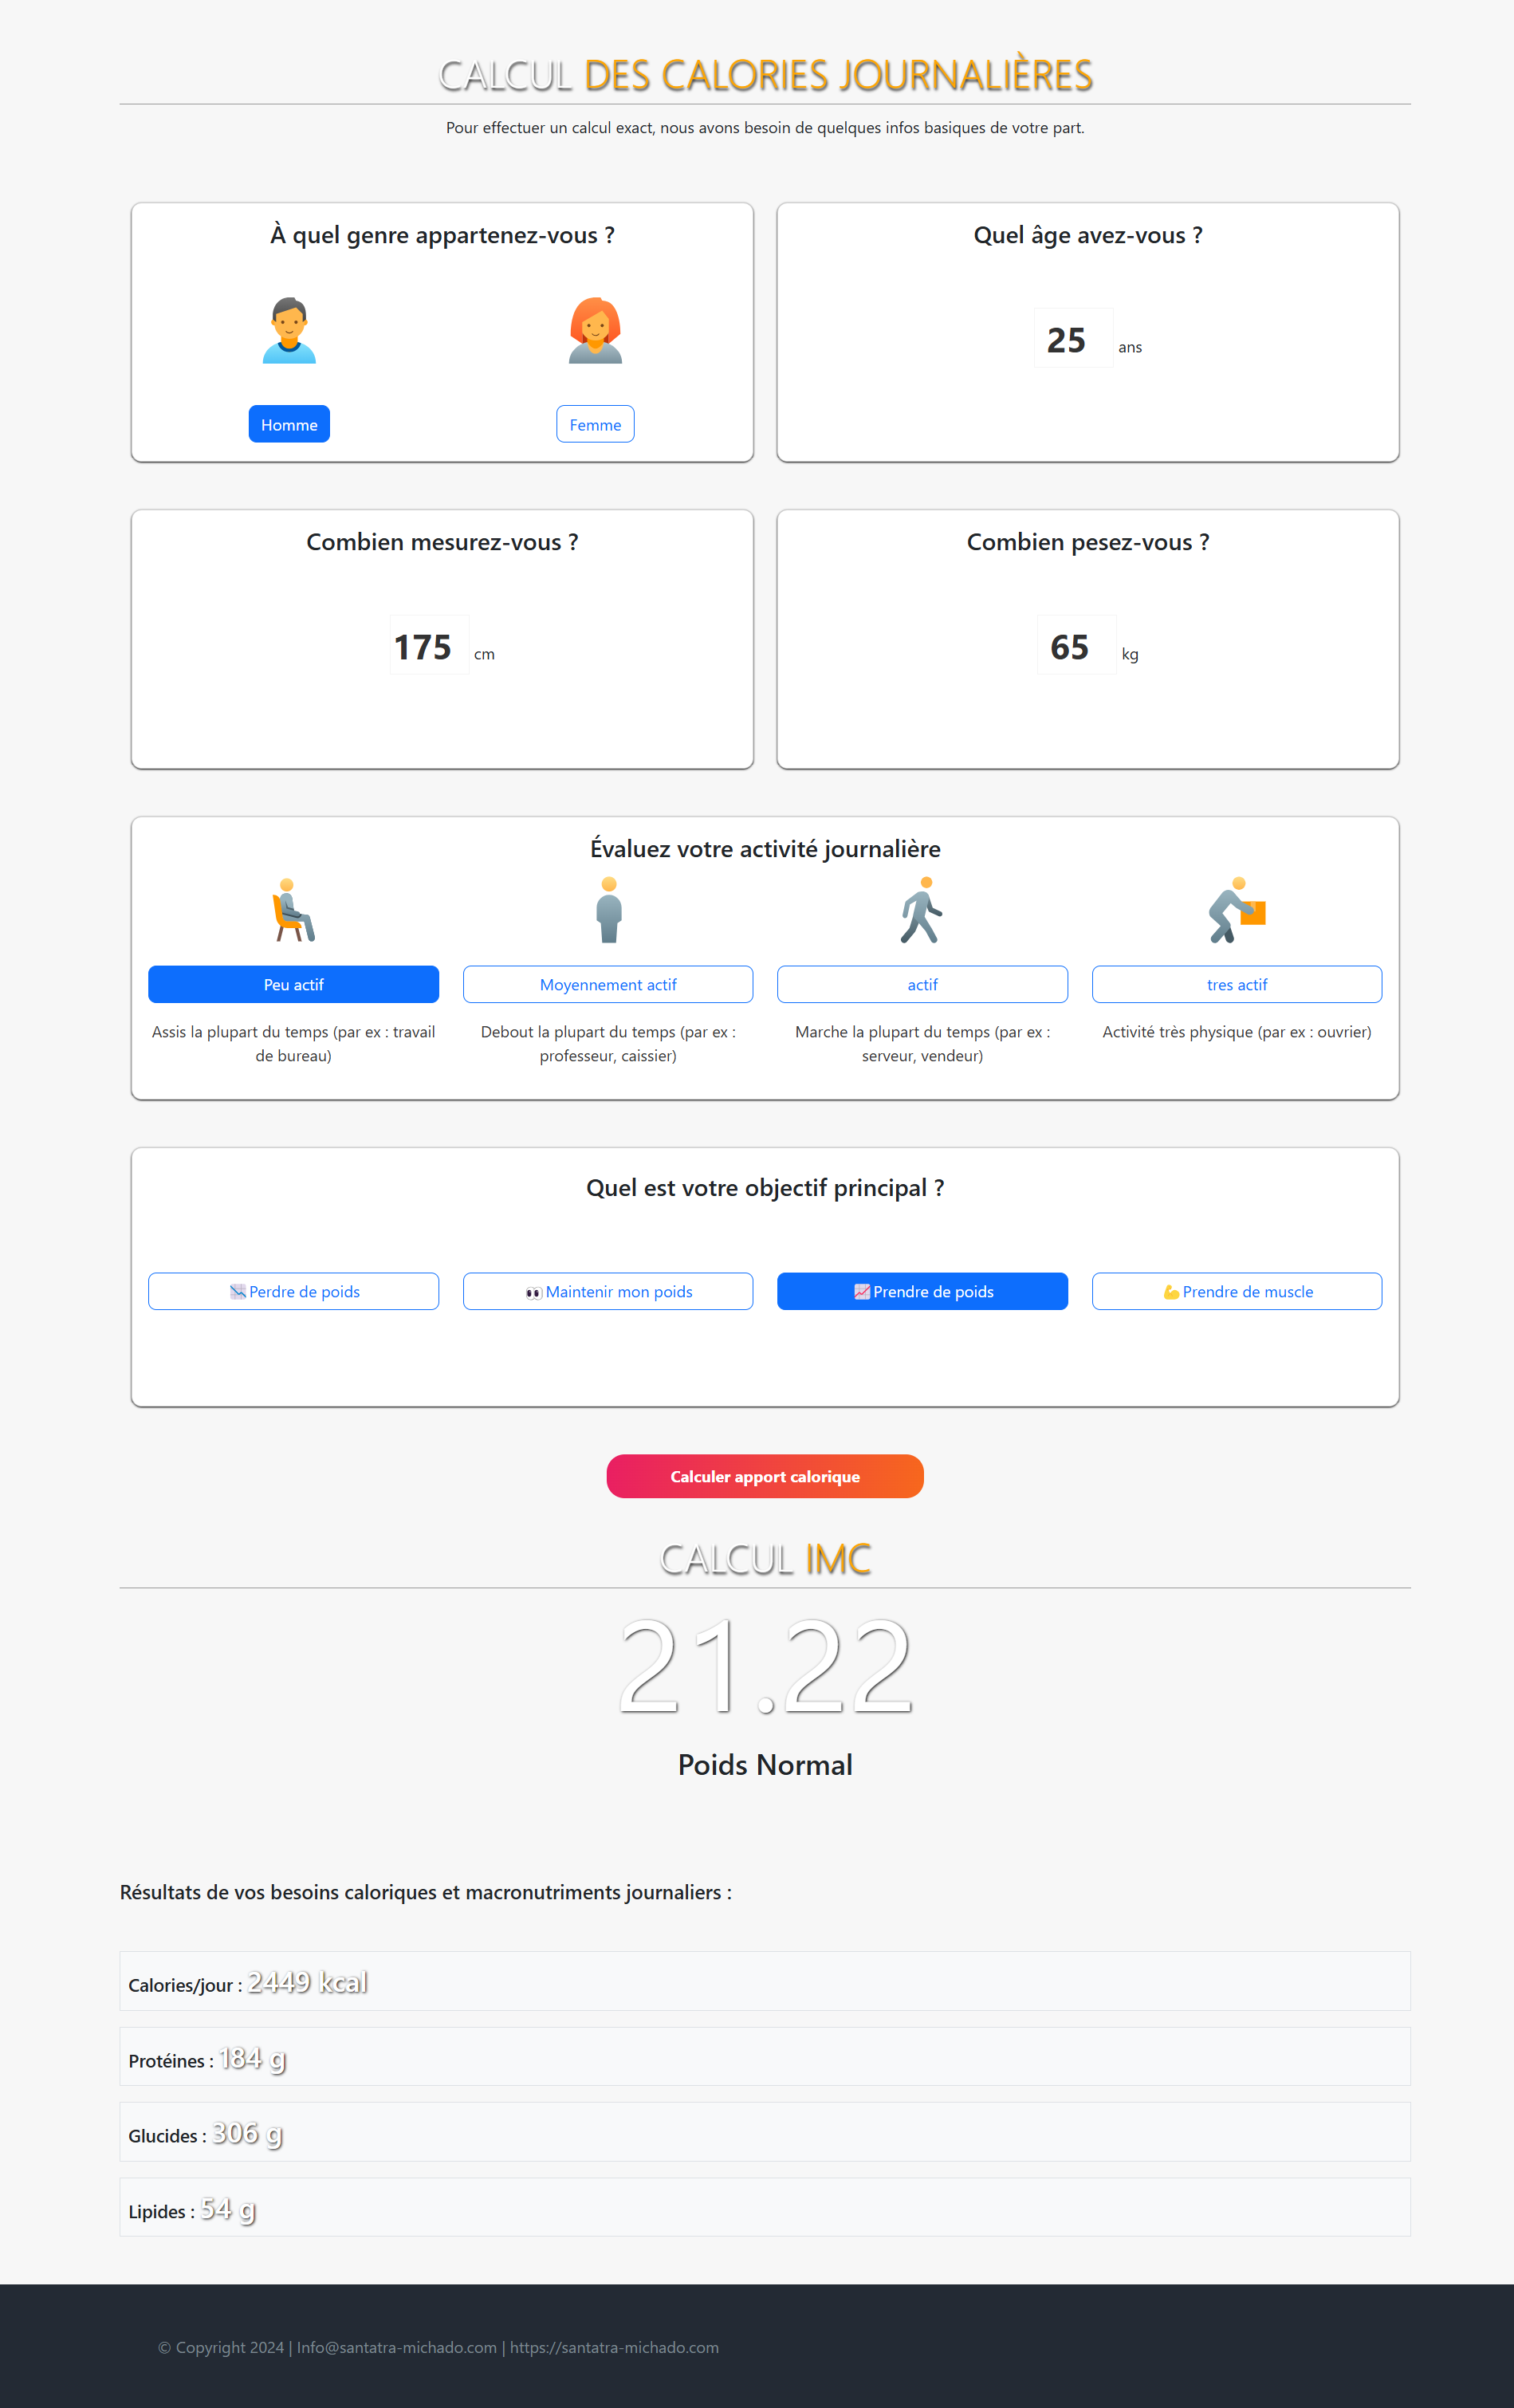 CALCUL DES CALORIES JOURNALIÈRES
Pour effectuer un calcul exact, nous avons besoin de quelques infos basiques de votre part.
À quel genre appartenez-vous ?
Homme
Femme
Quel âge avez-vous ?
25 ans
Combien mesurez-vous ?
175 cm
Combien pesez-vous ?
65 kg
Évaluez votre activité journalière
Peu actif
Assis la plupart du temps (par ex : travail
de bureau)
Moyennement actif
Debout la plupart du temps (par ex :
professeur, caissier)
actif
Marche la plupart du temps (par ex :
serveur, vendeur)
tres actif
Activité très physique (par ex : ouvrier)
Quel est votre objectif principal ?
📉Perdre de poids
👀Maintenir mon poids
📈Prendre de poids
💪Prendre de muscle
Calculer apport calorique
CALCUL IMC
21.22
Poids Normal
Résultats de vos besoins caloriques et macronutriments journaliers :
Calories/jour : 2449 kcal
Protéines : 184 g
Glucides : 306 g
Lipides : 54 g
© Copyright 2024 | Info@santatra-michado.com | https://santatra-michado.com